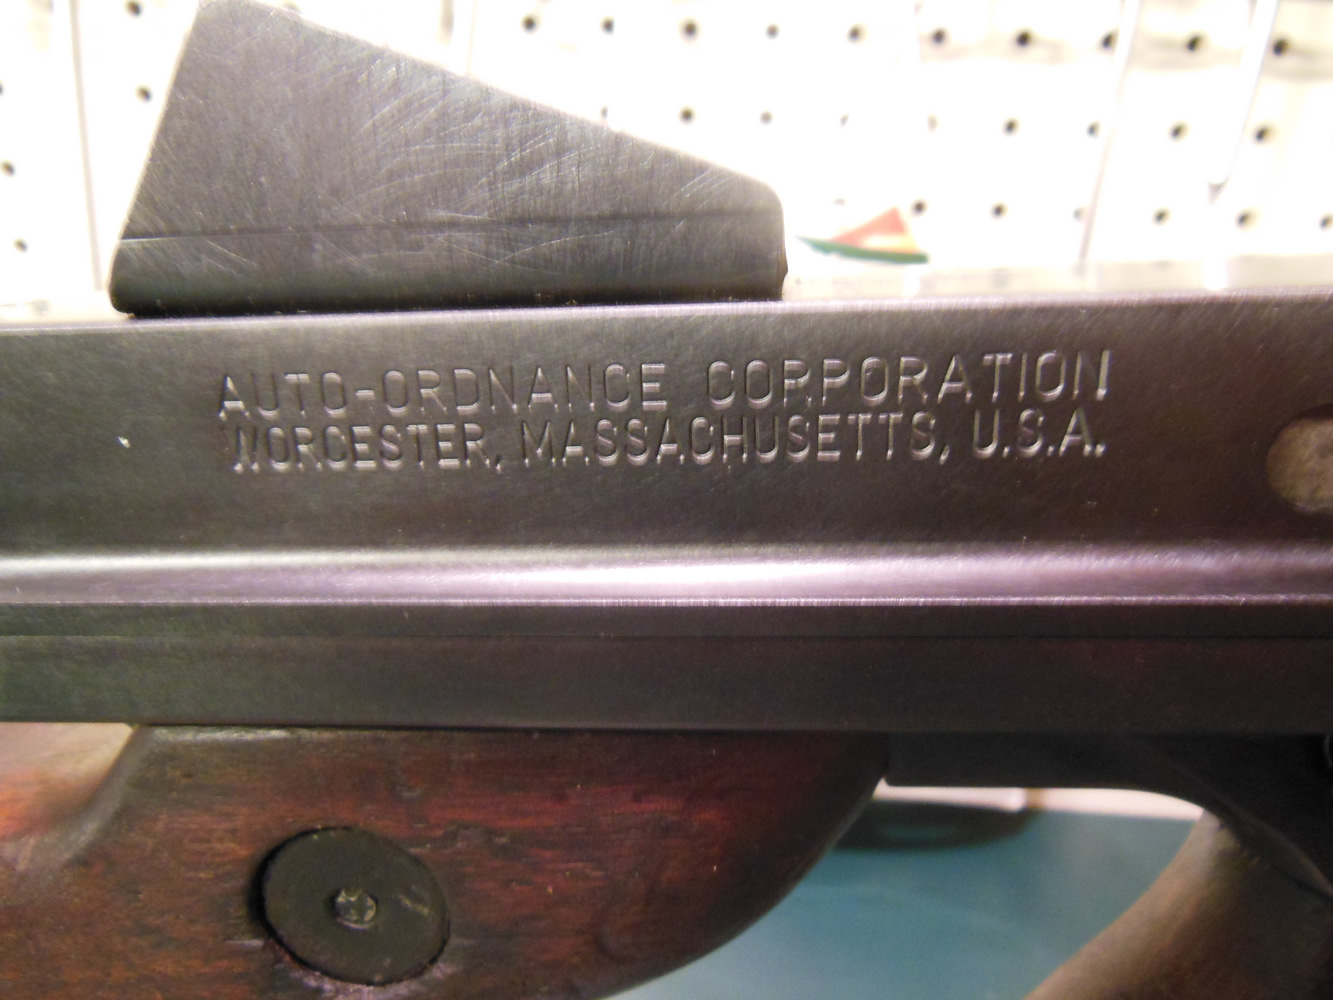 AUTO-ORDNANCE CORPORATION
WORCESTER, MASSACHUSETTS, U.S.A.